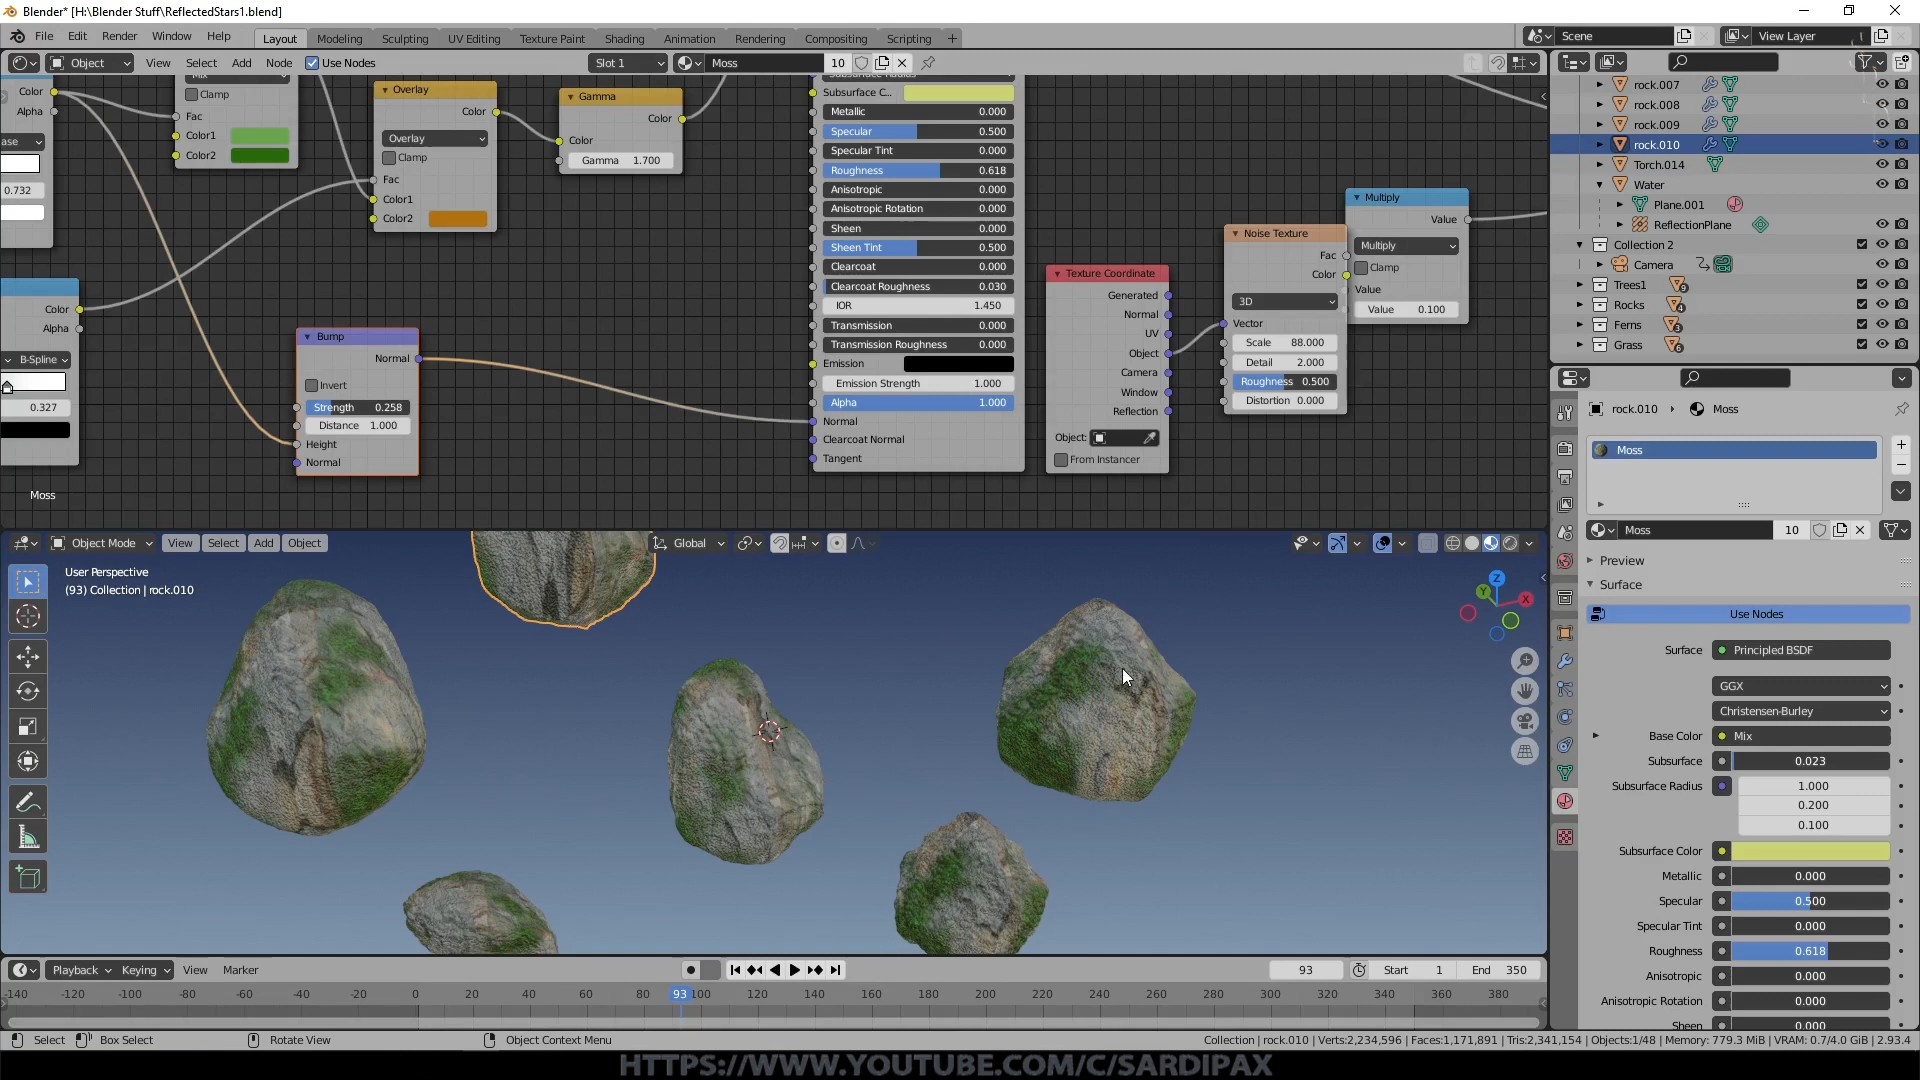 Blender* [H:\Blender Stuff\ReflectedStars1.blend]
File Edit Render Window Help Layout Modeling Sculpting UV Editing Texture Paint Shading Animation Rendering Compositing Scripting + Scene View Layer
Object View Select Add Node Use Nodes Slot 1 Moss 10
Color
Alpha
ase
0.732
Clamp
Fac
Color1
Color2
Overlay
Color
Overlay
Clamp
Fac
Color1
Color2
Gamma
Color
Color
Gamma 1.700
Color
Alpha
B-Spline
0.327
Moss
Bump
Normal
Invert
Strength 0.258
Distance 1.000
Height
Normal
Subsurface C..
Metallic 0.000
Specular 0.500
Specular Tint 0.000
Roughness 0.618
Anisotropic 0.000
Anisotropic Rotation 0.000
Sheen 0.000
Sheen Tint 0.500
Clearcoat 0.000
Clearcoat Roughness 0.030
IOR 1.450
Transmission 0.000
Transmission Roughness 0.000
Emission
Emission Strength 1.000
Alpha 1.000
Normal
Clearcoat Normal
Tangent
Texture Coordinate
Generated
Normal
UV
Object
Camera
Window
Reflection
Object:
From Instancer
Noise Texture
Fac
Color
3D
Vector
Scale 88.000
Detail 2.000
Roughness 0.500
Distortion 0.000
Multiply
Value
Multiply
Clamp
Value
Value 0.100
rock.007
rock.008
rock.009
rock.010
Torch.014
Water
Plane.001
ReflectionPlane
Collection 2
Camera
Trees1
Rocks
Ferns
Grass
rock.010 Moss
Moss
Moss 10
Preview
Surface
Use Nodes
Surface Principled BSDF
GGX
Christensen-Burley
Base Color Mix
Subsurface 0.023
Subsurface Radius 1.000
0.200
0.100
Subsurface Color
Metallic 0.000
Specular 0.500
Specular Tint 0.000
Roughness 0.618
Anisotropic 0.000
Anisotropic Rotation 0.000
Sheen 0.000
Object Mode View Select Add Object Global
User Perspective
(93) Collection | rock.010
Z
Y
X
Playback Keying View Marker 93 Start 1 End 350
-140 -120 -100 -80 -60 -40 -20 0 20 40 60 80 93 100 120 140 160 180 200 220 240 260 280 300 320 340 360 380
Select Box Select Rotate View Object Context Menu Collection | rock.010 | Verts:2,234,596 | Faces:1,171,891 | Tris:2,341,154 | Objects:1/48 | Memory: 779.3 MiB | VRAM: 0.7/4.0 GiB | 2.93.4
HTTPS://WWW.YOUTUBE.COM/C/SARDIPAX